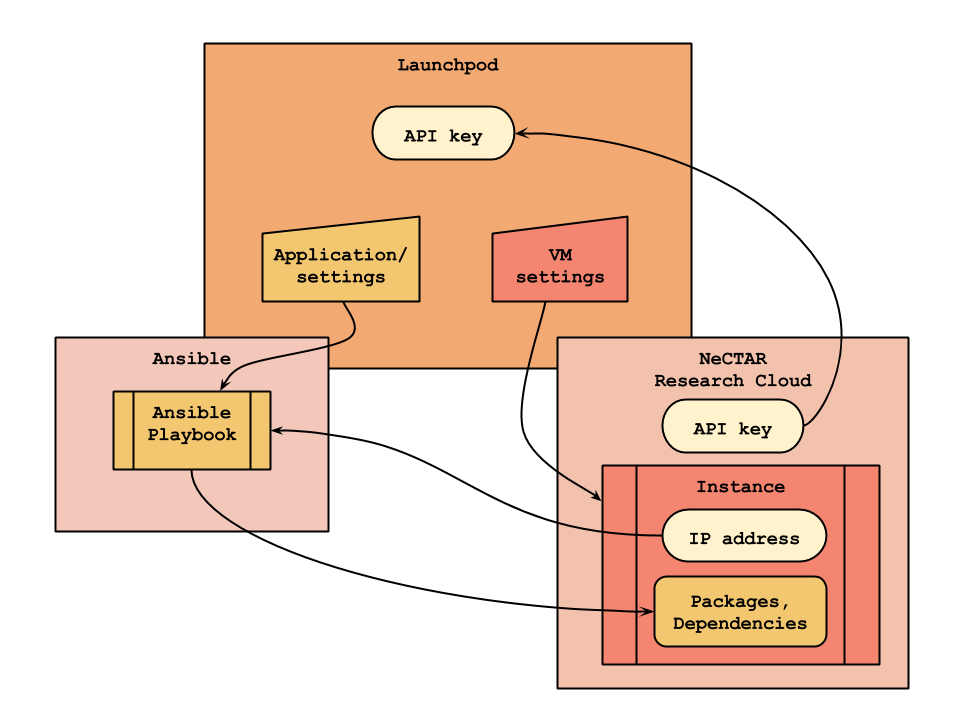 Launchpod
API key
Application/
settings
VM
settings
Ansible
Ansible
Playbook
NeCTAR
Research Cloud
API key
Instance
IP address
Packages,
Dependencies